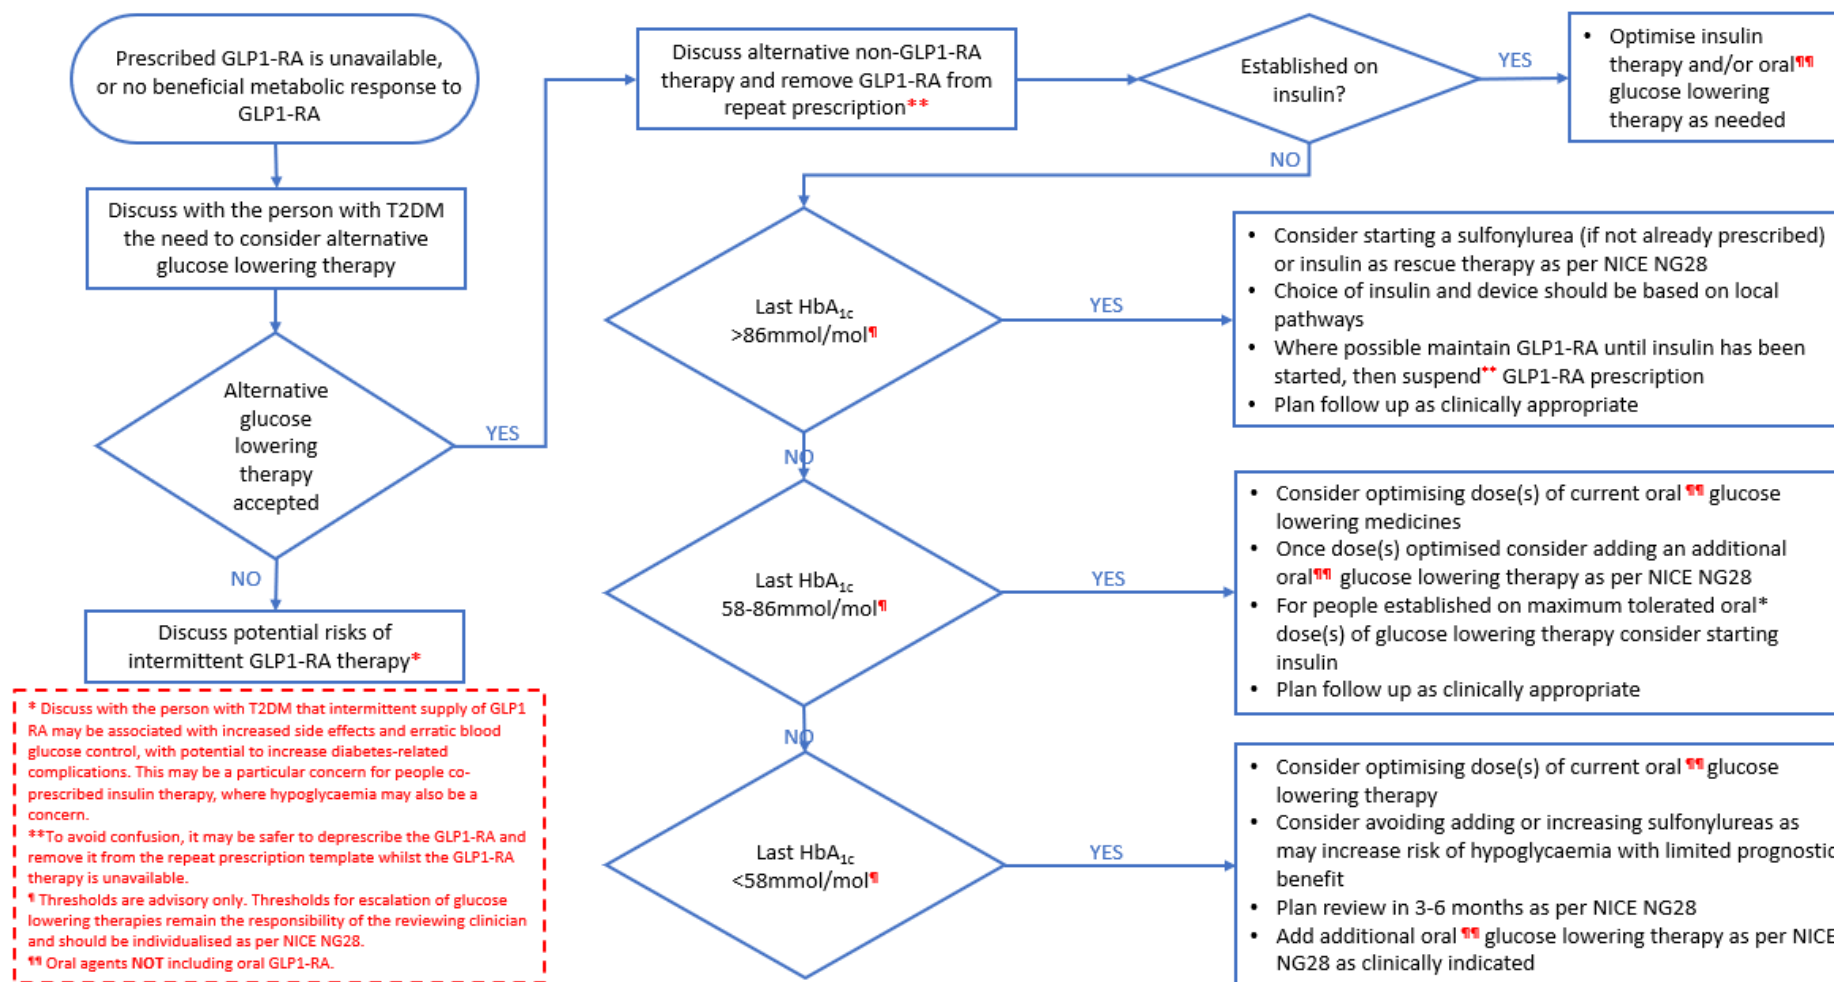 Prescribed GLP1-RA is unavailable,
or no beneficial metabolic response to
GLP1-RA
Discuss with the person with T2DM
the need to consider alternative
glucose lowering therapy
Alternative
glucose
lowering
therapy
accepted
YES
NO
Discuss potential risks of
intermittent GLP1-RA therapy*
* Discuss with the person with T2DM that intermittent supply of GLP1
RA may be associated with increased side effects and erratic blood
glucose control, with potential to increase diabetes-related
complications. This may be a particular concern for people co-
prescribed insulin therapy, where hypoglycaemia may also be a
concern.
**To avoid confusion, it may be safer to deprescribe the GLP1-RA and
remove it from the repeat prescription template whilst the GLP1-RA
therapy is unavailable.
¶ Thresholds are advisory only. Thresholds for escalation of glucose
lowering therapies remain the responsibility of the reviewing clinician
and should be individualised as per NICE NG28.
¶¶ Oral agents NOT including oral GLP1-RA.
Discuss alternative non-GLP1-RA
therapy and remove GLP1-RA from
repeat prescription**
Established on
insulin?
YES
• Optimise insulin
therapy and/or oral¶¶
glucose lowering
therapy as needed
NO
Last HbA1c
>86mmol/mol¶
YES
• Consider starting a sulfonylurea (if not already prescribed)
or insulin as rescue therapy as per NICE NG28
• Choice of insulin and device should be based on local
pathways
• Where possible maintain GLP1-RA until insulin has been
started, then suspend** GLP1-RA prescription
• Plan follow up as clinically appropriate
NO
Last HbA1c
58-86mmol/mol¶
YES
• Consider optimising dose(s) of current oral ¶¶ glucose
lowering medicines
• Once dose(s) optimised consider adding an additional
oral¶¶ glucose lowering therapy as per NICE NG28
• For people established on maximum tolerated oral*
dose(s) of glucose lowering therapy consider starting
insulin
• Plan follow up as clinically appropriate
NO
Last HbA1c
<58mmol/mol¶
YES
• Consider optimising dose(s) of current oral ¶¶ glucose
lowering therapy
• Consider avoiding adding or increasing sulfonylureas as
may increase risk of hypoglycaemia with limited prognostic
benefit
• Plan review in 3-6 months as per NICE NG28
• Add additional oral ¶¶ glucose lowering therapy as per NICE
NG28 as clinically indicated